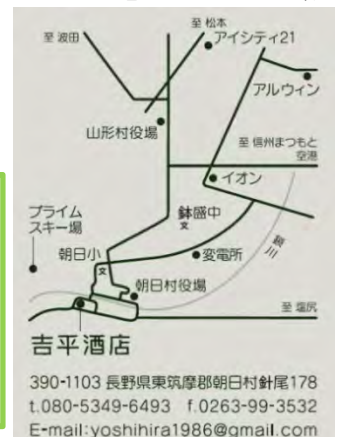 至 松本
至 波田
アイシティ21
アルウィン
山形村役場
至 信州まつもと
空港
イオン
プライム
スキー場
鉢盛中
文
鎖川
朝日小
文
変電所
朝日村役場
至 塩尻
吉平酒店
390-1103 長野県東筑摩郡朝日村針尾178
t.080-5349-6493 f.0263-99-3532
E-mail:yoshihira1986@gmail.com